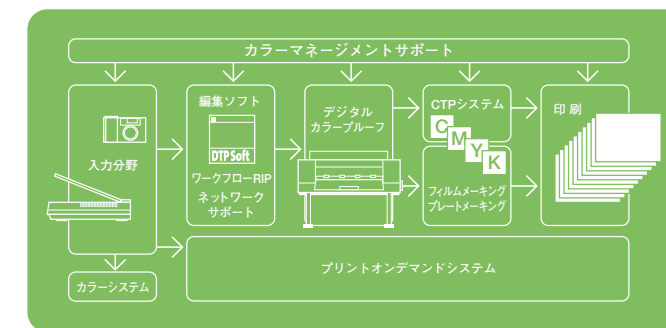 カラーマネージメントサポート
入力分野
編集ソフト
DTP Soft
ワークフローRIP
ネットワーク
サポート
デジタル
カラープルーフ
CTPシステム
C
M
Y
K
フィルムメーキング
プレートメーキング
印刷
プリントオンデマンドシステム
カラーシステム